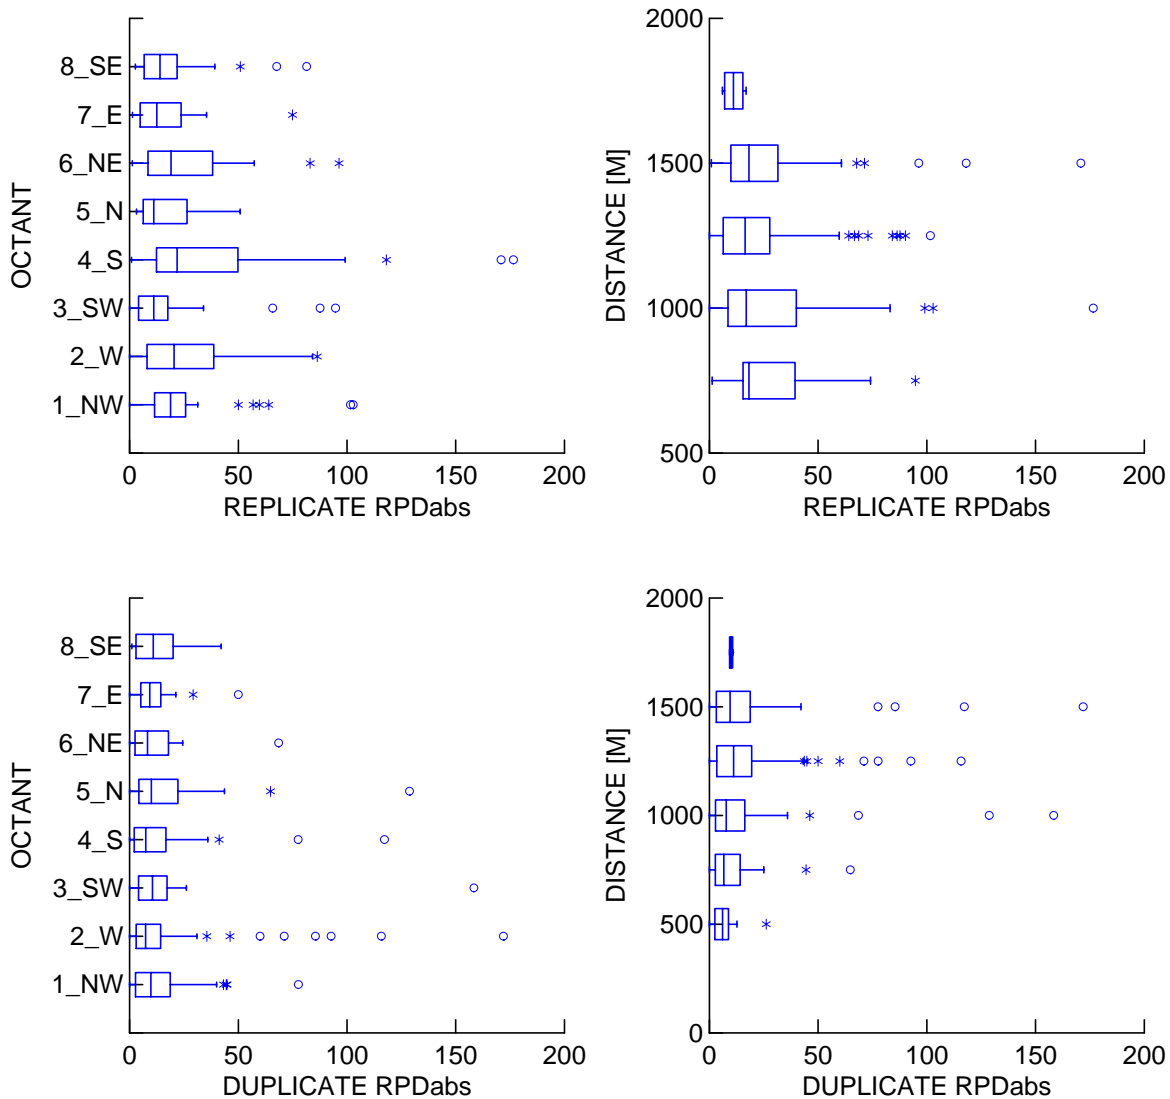 OCTANT
8_SE
7_E
6_NE
5_N
4_S
3_SW
2_W
1_NW
0 50 100 150 200
REPLICATE RPDabs
DISTANCE [M]
2000
1500
1000
500
0 50 100 150 200
REPLICATE RPDabs
OCTANT
8_SE
7_E
6_NE
5_N
4_S
3_SW
2_W
1_NW
0 50 100 150 200
DUPLICATE RPDabs
DISTANCE [M]
2000
1500
1000
500
0
0 50 100 150 200
DUPLICATE RPDabs